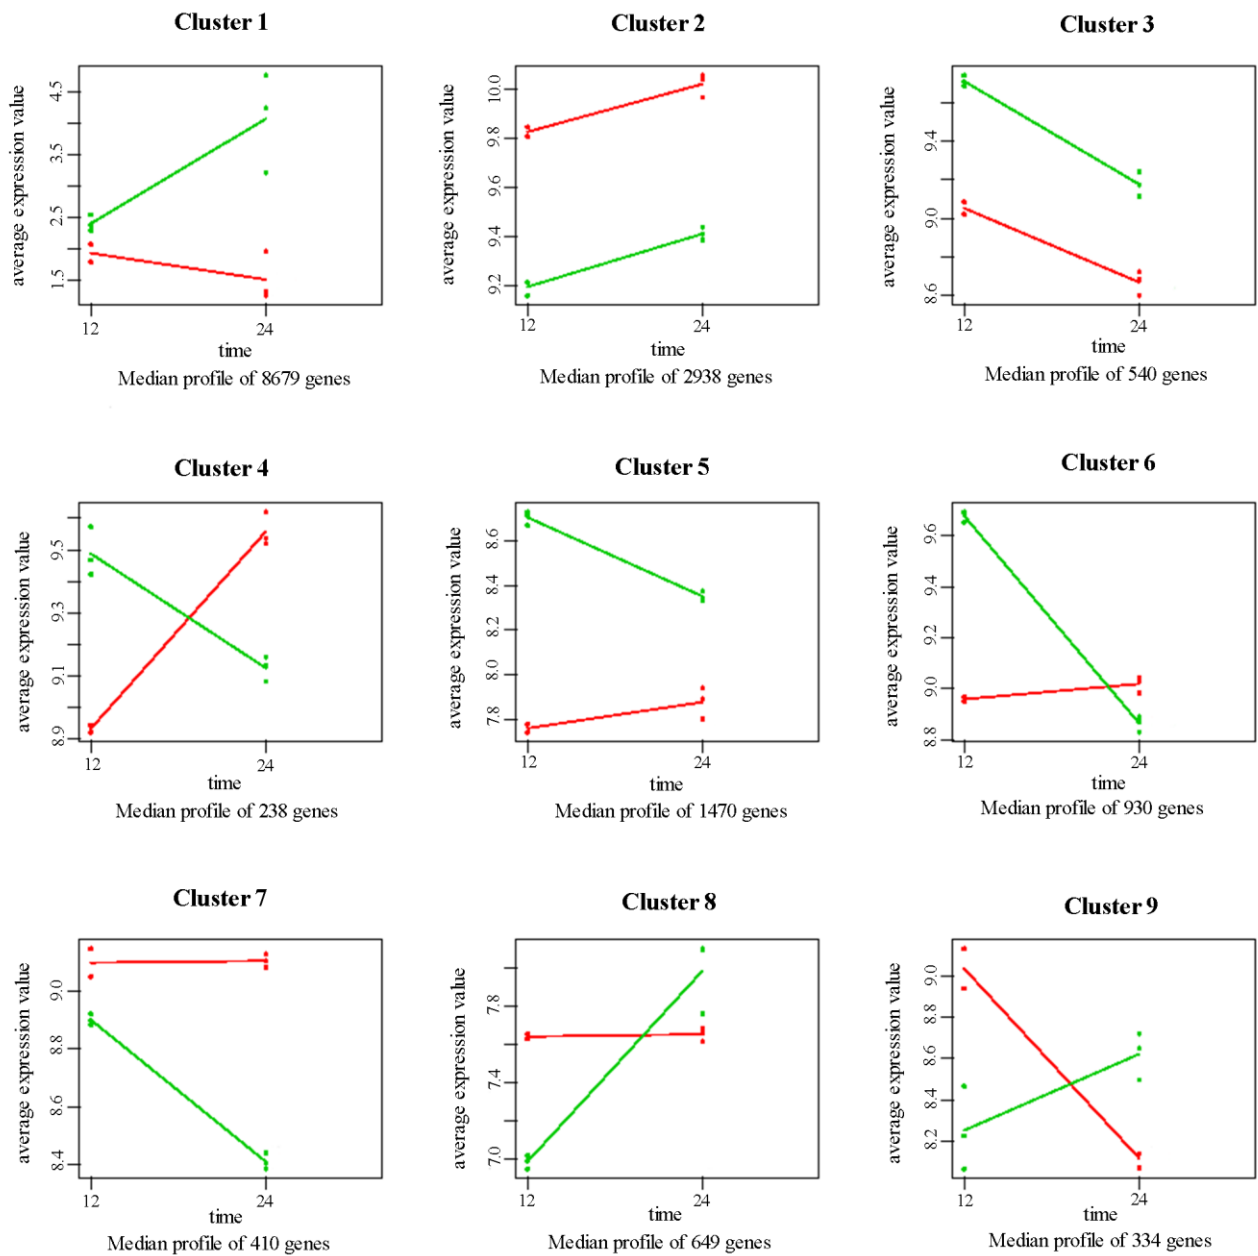 Cluster 1
Cluster 2
Cluster 3
average expression value
4.5
3.5
2.5
1.5
12
24
time
Median profile of 8679 genes
average expression value
10.0
9.8
9.6
9.4
9.2
12
24
time
Median profile of 2938 genes
average expression value
9.4
9.0
8.6
12
24
time
Median profile of 540 genes
Cluster 4
Cluster 5
Cluster 6
average expression value
9.5
9.3
9.1
8.9
12
24
time
Median profile of 238 genes
average expression value
8.6
8.4
8.2
8.0
7.8
12
24
time
Median profile of 1470 genes
average expression value
9.6
9.4
9.2
9.0
8.8
12
24
time
Median profile of 930 genes
Cluster 7
Cluster 8
Cluster 9
average expression value
9.0
8.8
8.6
8.4
12
24
time
Median profile of 410 genes
average expression value
7.8
7.4
7.0
12
24
time
Median profile of 649 genes
average expression value
9.0
8.8
8.6
8.4
8.2
12
24
time
Median profile of 334 genes